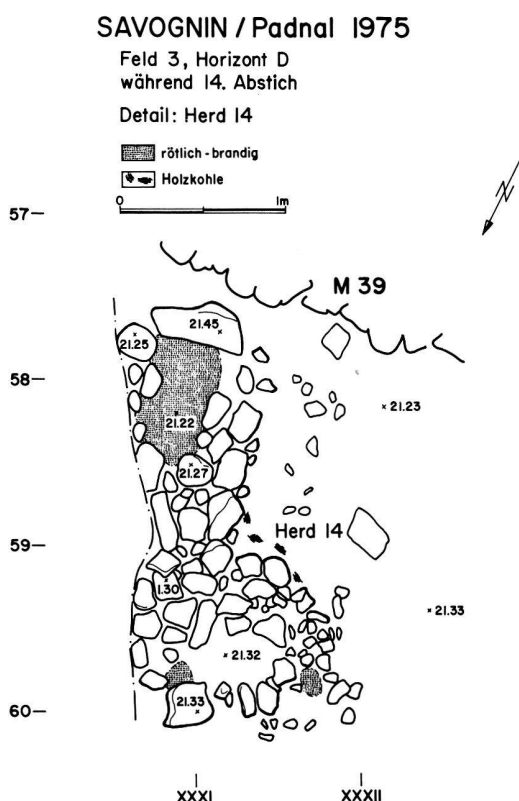 SAVOGNIN / Padnal 1975
Feld 3, Horizont D
während 14. Abstich
Detail: Herd 14
rötlich-brandig
Holzkohle
0 1m
N
57
M 39
21.45
21.25
58
21.23
21.22
21.27
Herd 14
59
1.30
21.33
21.32
21.33
60
XXXI XXXII